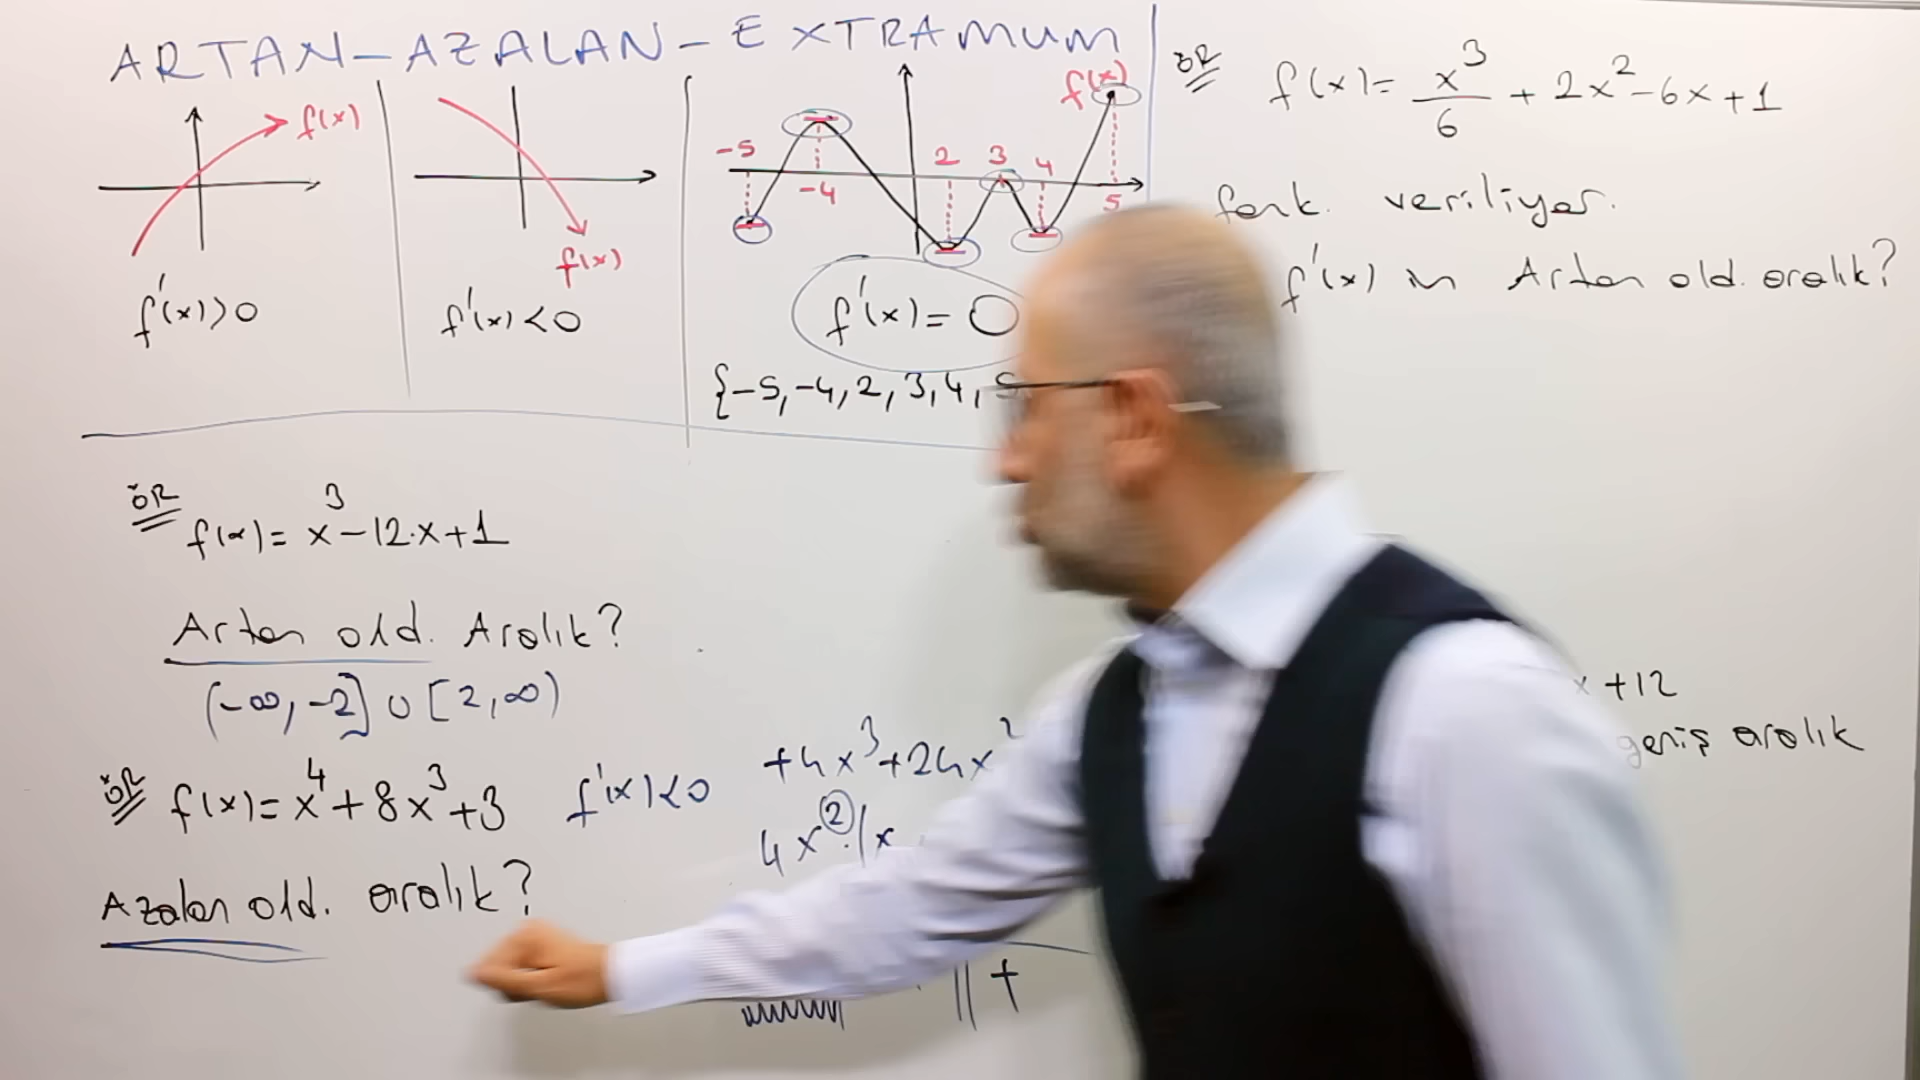 ARTAN-AZALAN-EXTRAMUM
f(x)
f'(x)>0
f(x)
f'(x)<0
f(x)
-5
-4
2
3
4
5
f'(x)=0
{-5,-4,2,3,4,5
ÖR f(x)=x³-12.x+1
Artan old. Aralık?
(-∞,-2]∪[2,∞)
ÖR f(x)=x⁴+8x³+3 f'(x)<0
Azalan old. aralık?
+4x³+24x²
4x².(x
+
ÖR f(x)=x³/6+2x²-6x+1
fonk. veriliyor.
f'(x) in Artan old. aralık?
x+12
geniş aralık